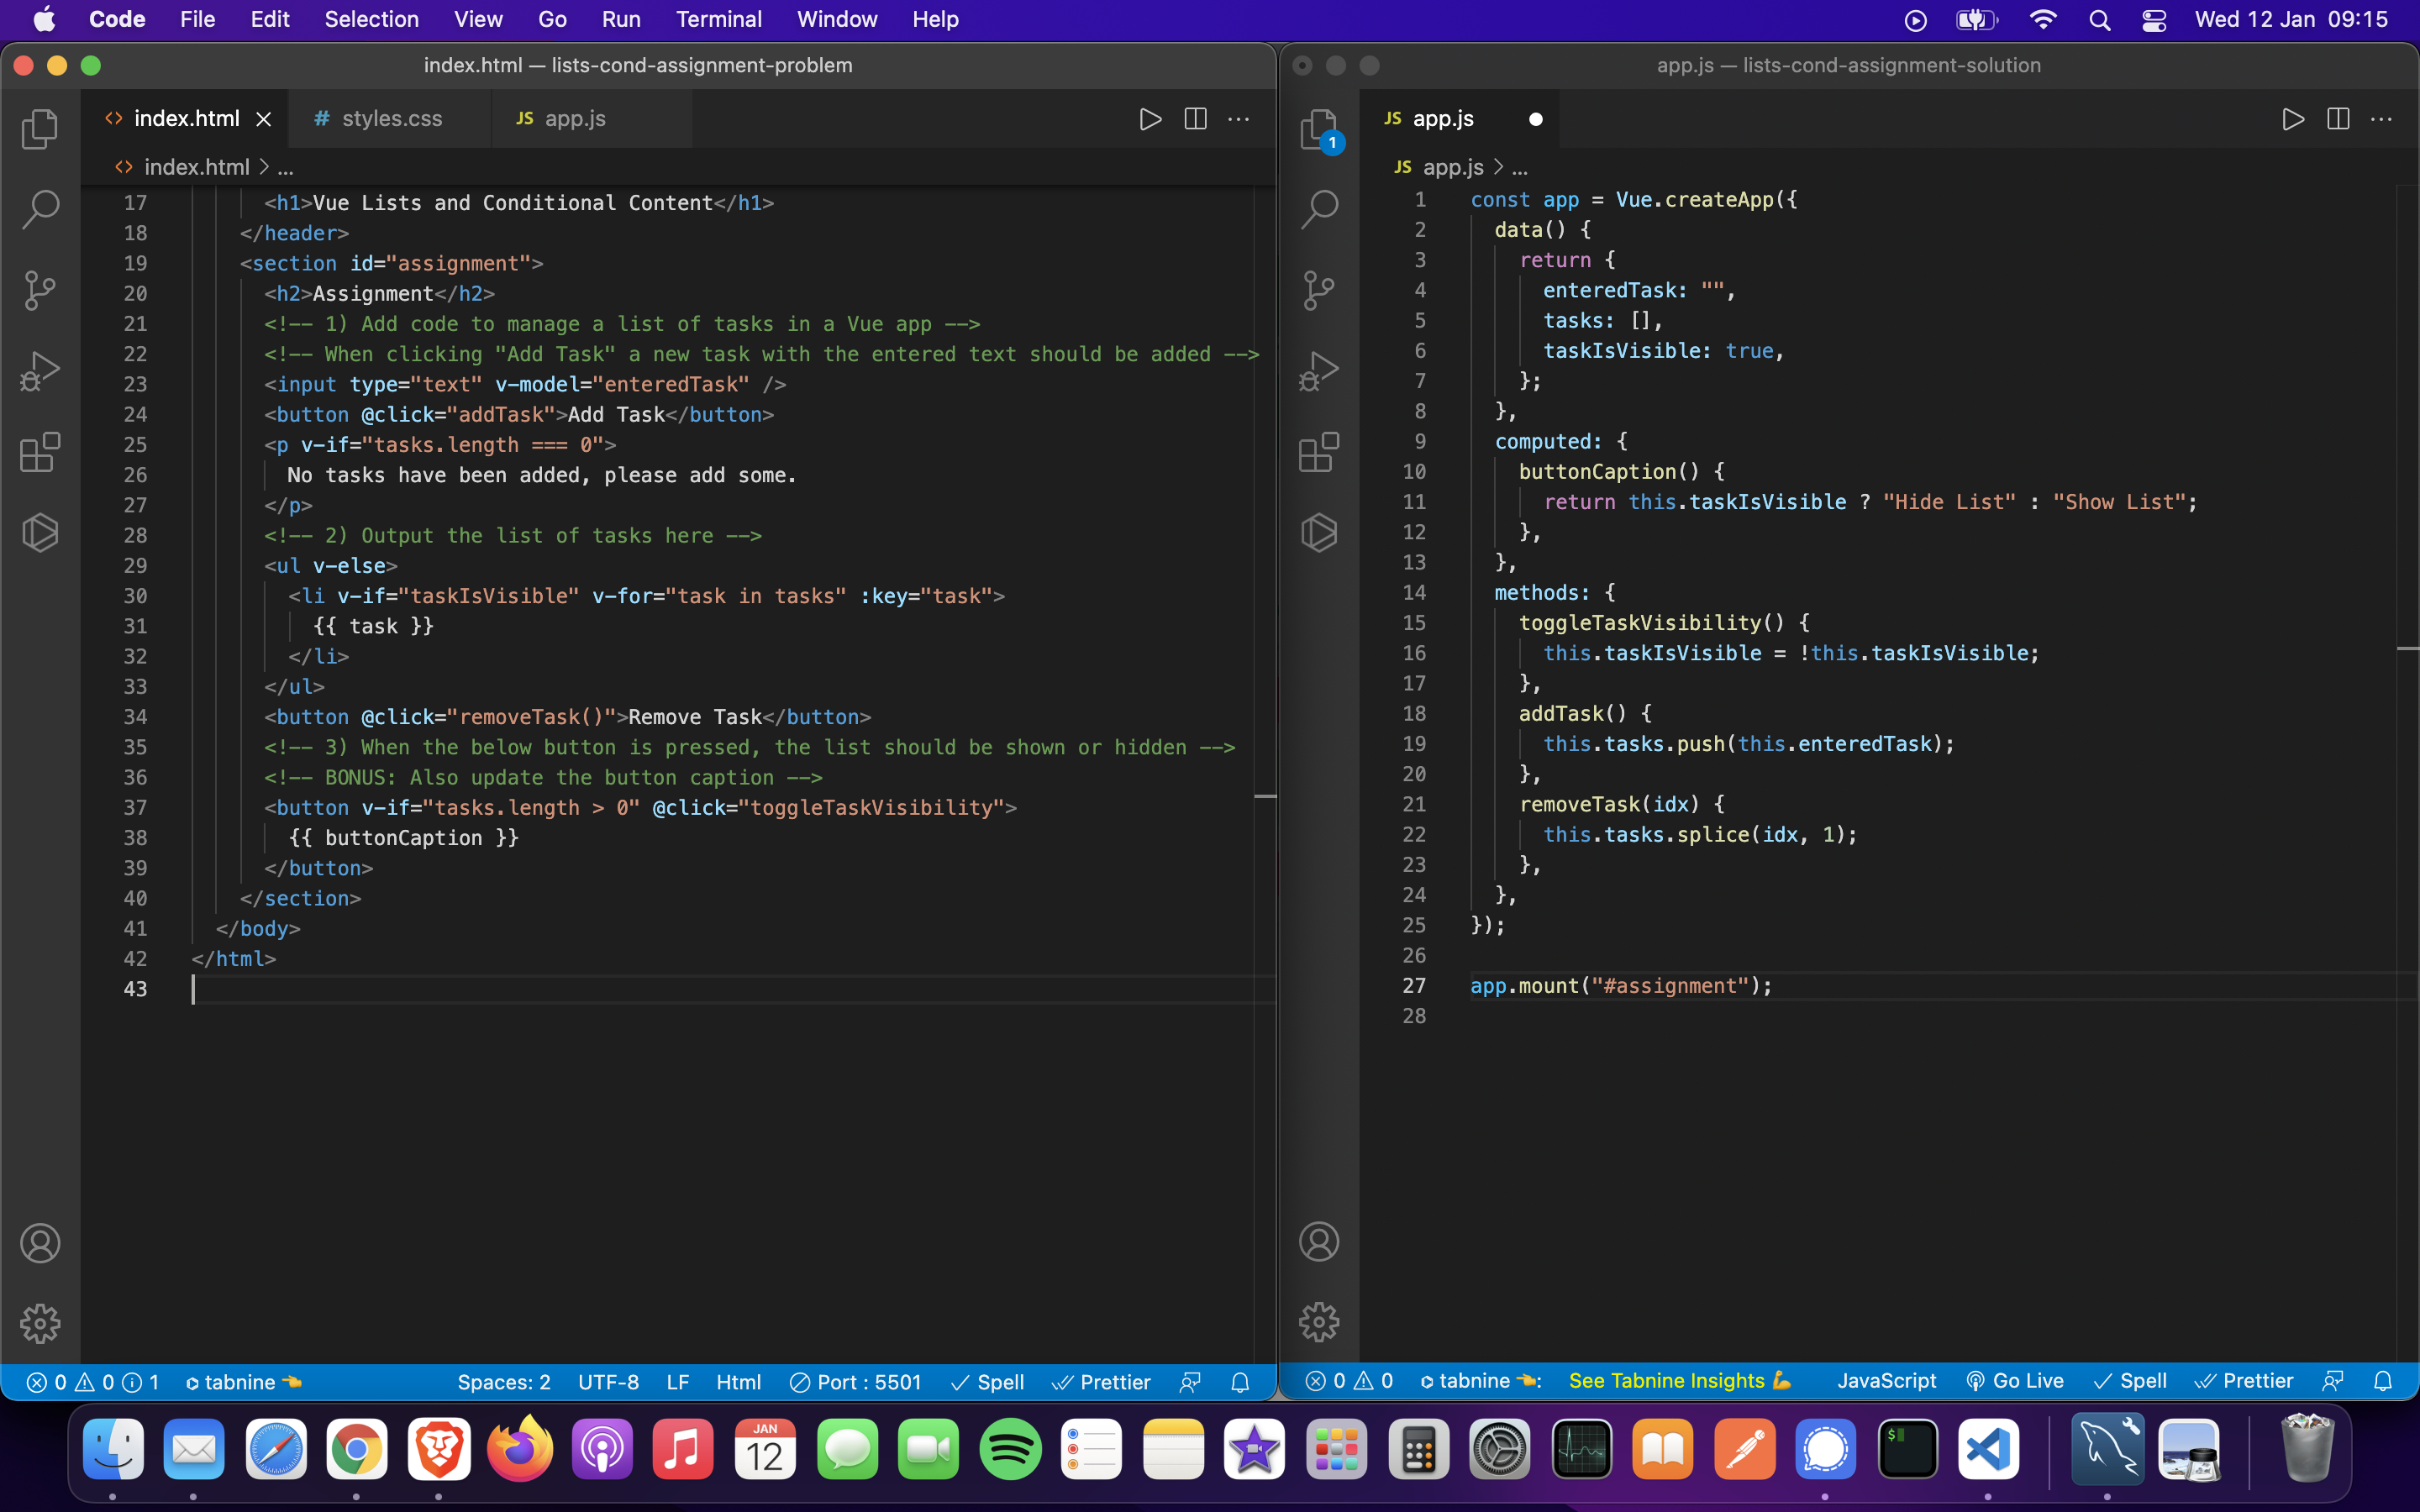 Code File Edit Selection View Go Run Terminal Window Help Wed 12 Jan 09:15
index.html — lists-cond-assignment-problem
index.html styles.css JS app.js
index.html > ...
17 <h1>Vue Lists and Conditional Content</h1>
18 </header>
19 <section id="assignment">
20 <h2>Assignment</h2>
21 <!-- 1) Add code to manage a list of tasks in a Vue app -->
22 <!-- When clicking "Add Task" a new task with the entered text should be added -->
23 <input type="text" v-model="enteredTask" />
24 <button @click="addTask">Add Task</button>
25 <p v-if="tasks.length === 0">
26 No tasks have been added, please add some.
27 </p>
28 <!-- 2) Output the list of tasks here -->
29 <ul v-else>
30 <li v-if="taskIsVisible" v-for="task in tasks" :key="task">
31 {{ task }}
32 </li>
33 </ul>
34 <button @click="removeTask()">Remove Task</button>
35 <!-- 3) When the below button is pressed, the list should be shown or hidden -->
36 <!-- BONUS: Also update the button caption -->
37 <button v-if="tasks.length > 0" @click="toggleTaskVisibility">
38 {{ buttonCaption }}
39 </button>
40 </section>
41 </body>
42 </html>
43
0 0 1 tabnine Spaces: 2 UTF-8 LF Html Port : 5501 Spell Prettier
app.js — lists-cond-assignment-solution
1
JS app.js
JS app.js > ...
1 const app = Vue.createApp({
2 data() {
3 return {
4 enteredTask: "",
5 tasks: [],
6 taskIsVisible: true,
7 };
8 },
9 computed: {
10 buttonCaption() {
11 return this.taskIsVisible ? "Hide List" : "Show List";
12 },
13 },
14 methods: {
15 toggleTaskVisibility() {
16 this.taskIsVisible = !this.taskIsVisible;
17 },
18 addTask() {
19 this.tasks.push(this.enteredTask);
20 },
21 removeTask(idx) {
22 this.tasks.splice(idx, 1);
23 },
24 },
25 });
26
27 app.mount("#assignment");
28
0 0 tabnine : See Tabnine Insights JavaScript Go Live Spell Prettier
JAN
12